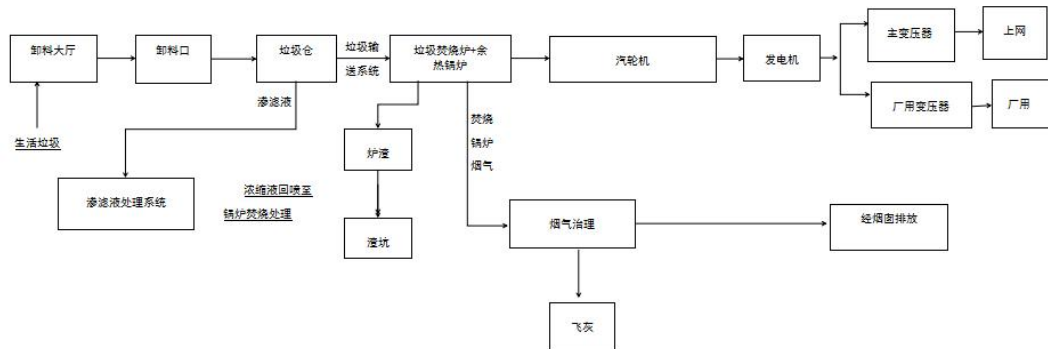 卸料大厅
卸料口
垃圾仓
垃圾输
送系统
垃圾焚烧炉+余
热锅炉
汽轮机
发电机
主变压器
上网
厂用变压器
厂用
生活垃圾
渗滤液
渗滤液处理系统
浓缩液回喷至
锅炉焚烧处理
炉渣
渣坑
焚烧
锅炉
烟气
烟气治理
经烟囱排放
飞灰